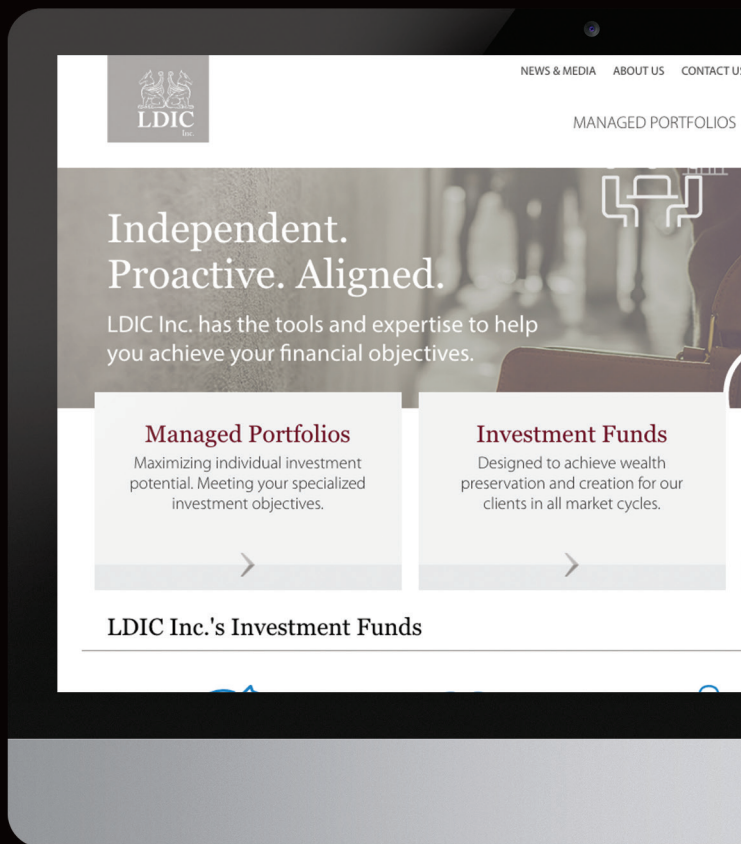 LDIC
Inc.
NEWS & MEDIA ABOUT US CONTACT US
MANAGED PORTFOLIOS
Independent.
Proactive. Aligned.
LDIC Inc. has the tools and expertise to help
you achieve your financial objectives.
Managed Portfolios
Maximizing individual investment
potential. Meeting your specialized
investment objectives.
Investment Funds
Designed to achieve wealth
preservation and creation for our
clients in all market cycles.
LDIC Inc.'s Investment Funds